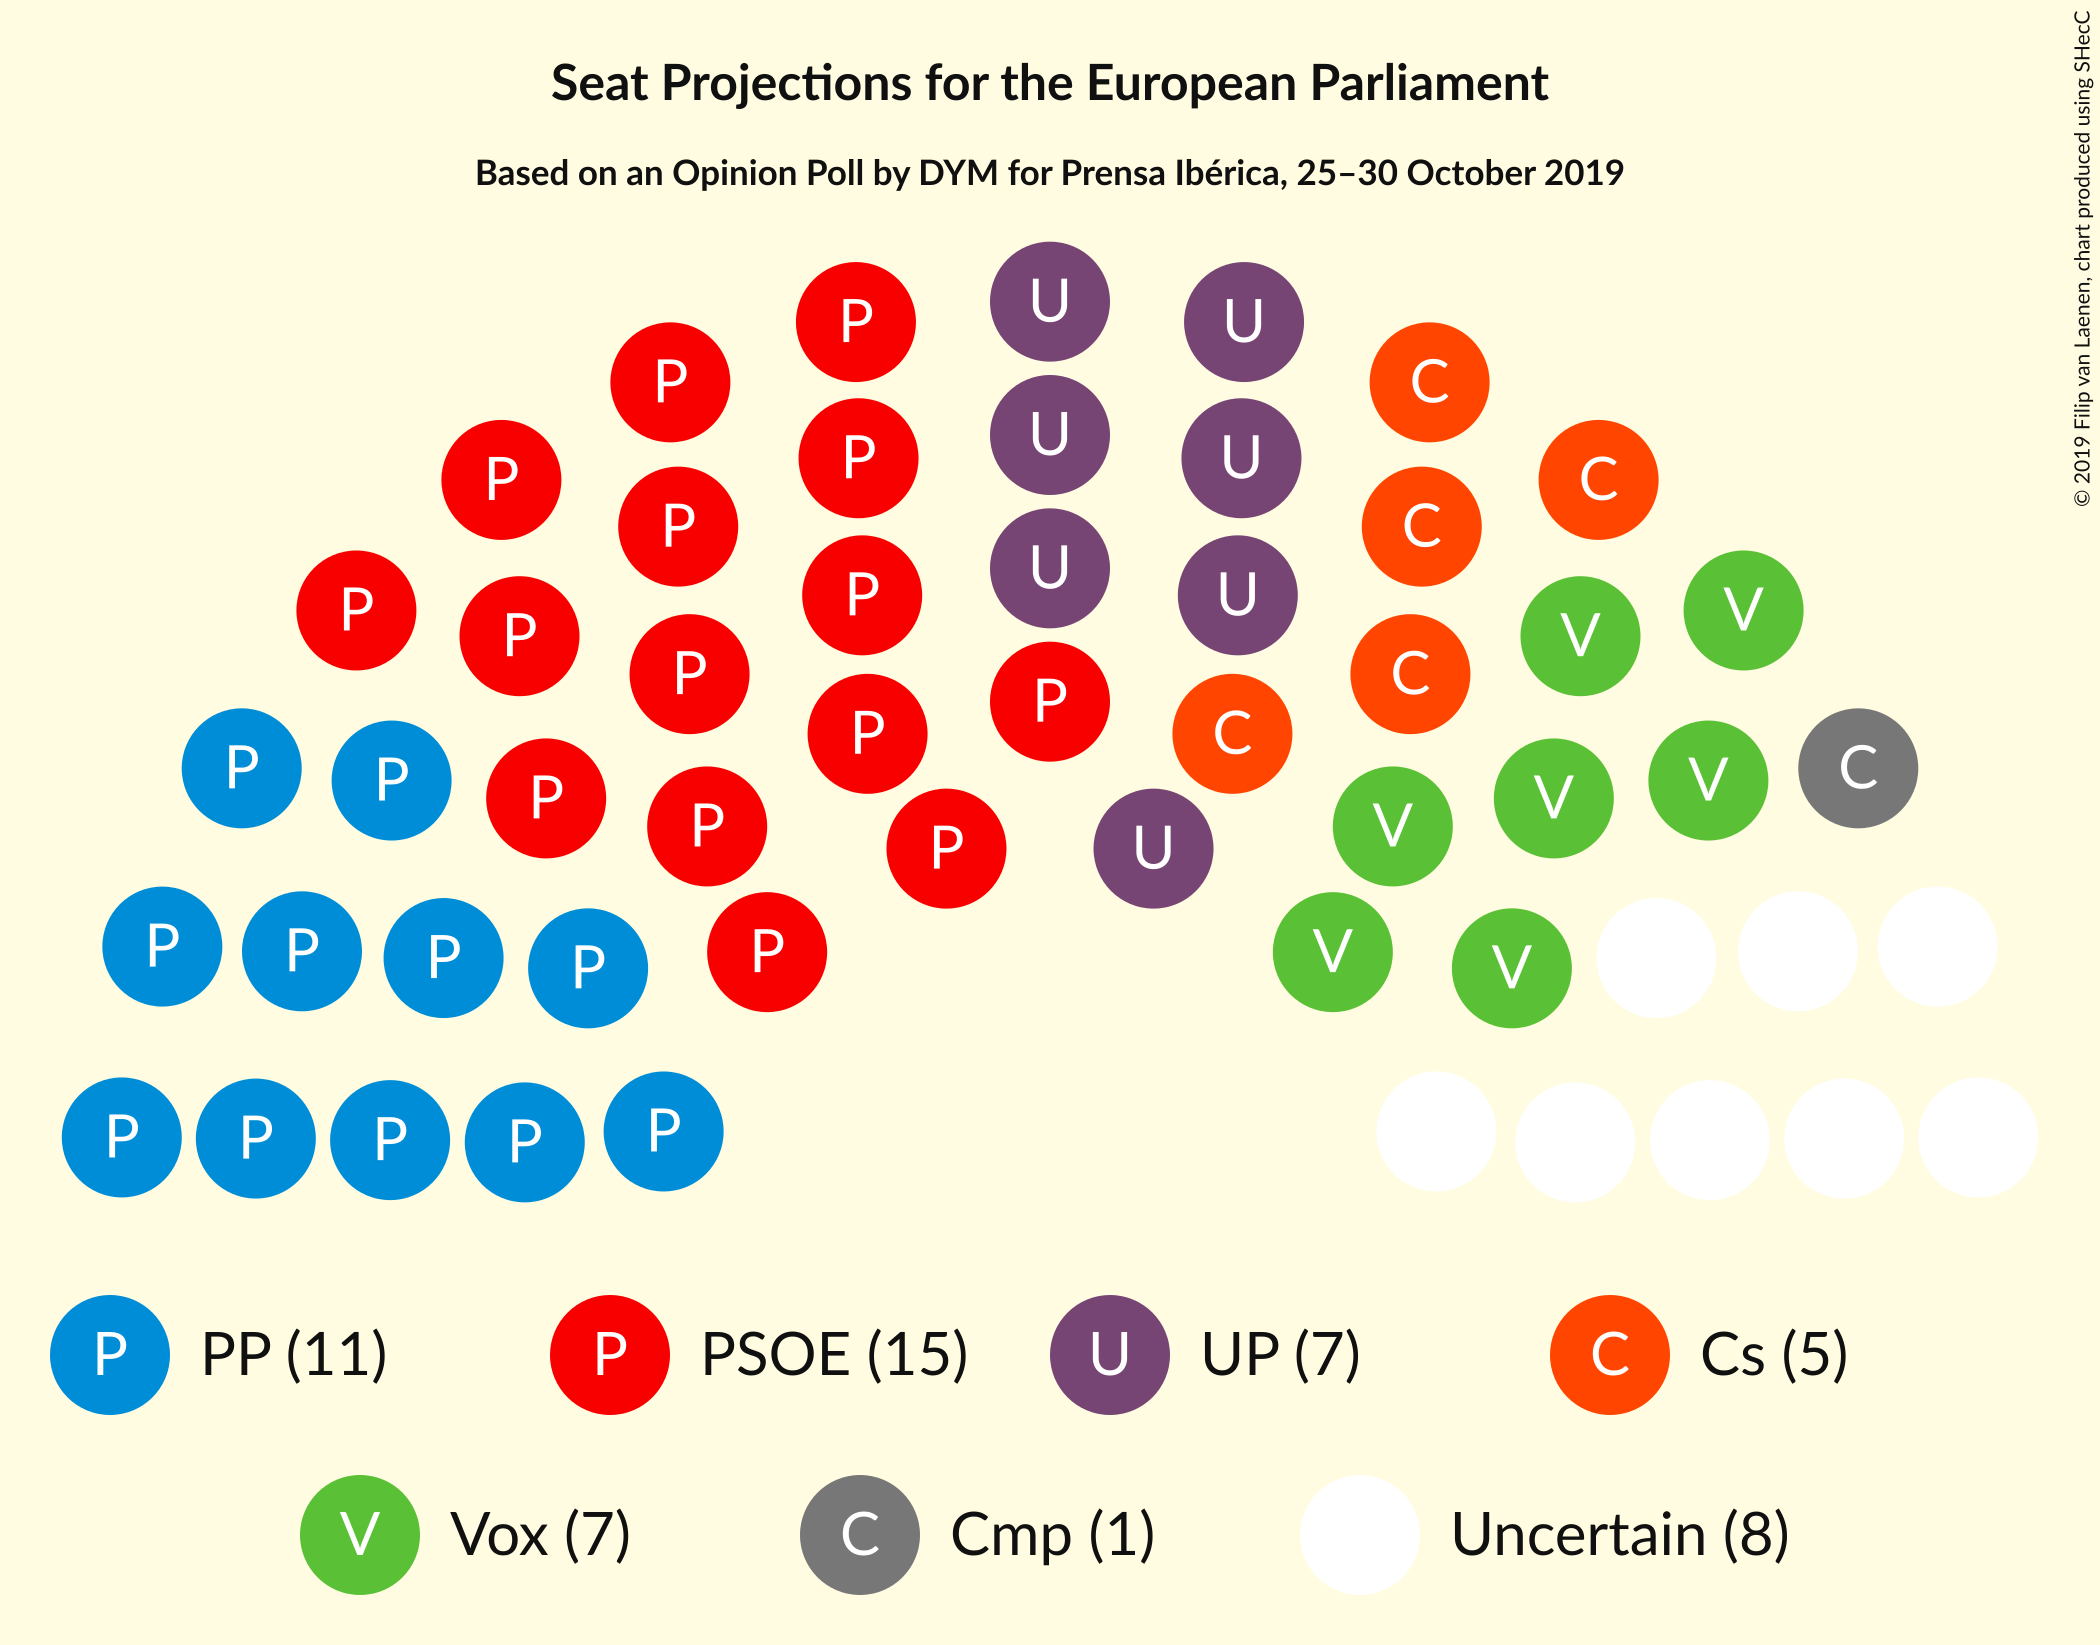 Seat Projections for the European Parliament
Based on an Opinion Poll by DYM for Prensa Ibérica, 25–30 October 2019
© 2019 Filip van Laenen, chart produced using SHecC
U
P U
P C
U
P U
P C
P C
U
P U
P V
P V
P C
P U
P C
P P V V C
P P V
P U
P P P P V V
P
P P P P P
P PP (11) P PSOE (15) U UP (7) C Cs (5)
V Vox (7) C Cmp (1) Uncertain (8)